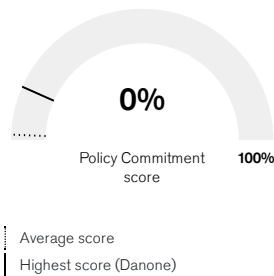 0%
Policy Commitment 100%
score
Average score
Highest score (Danone)